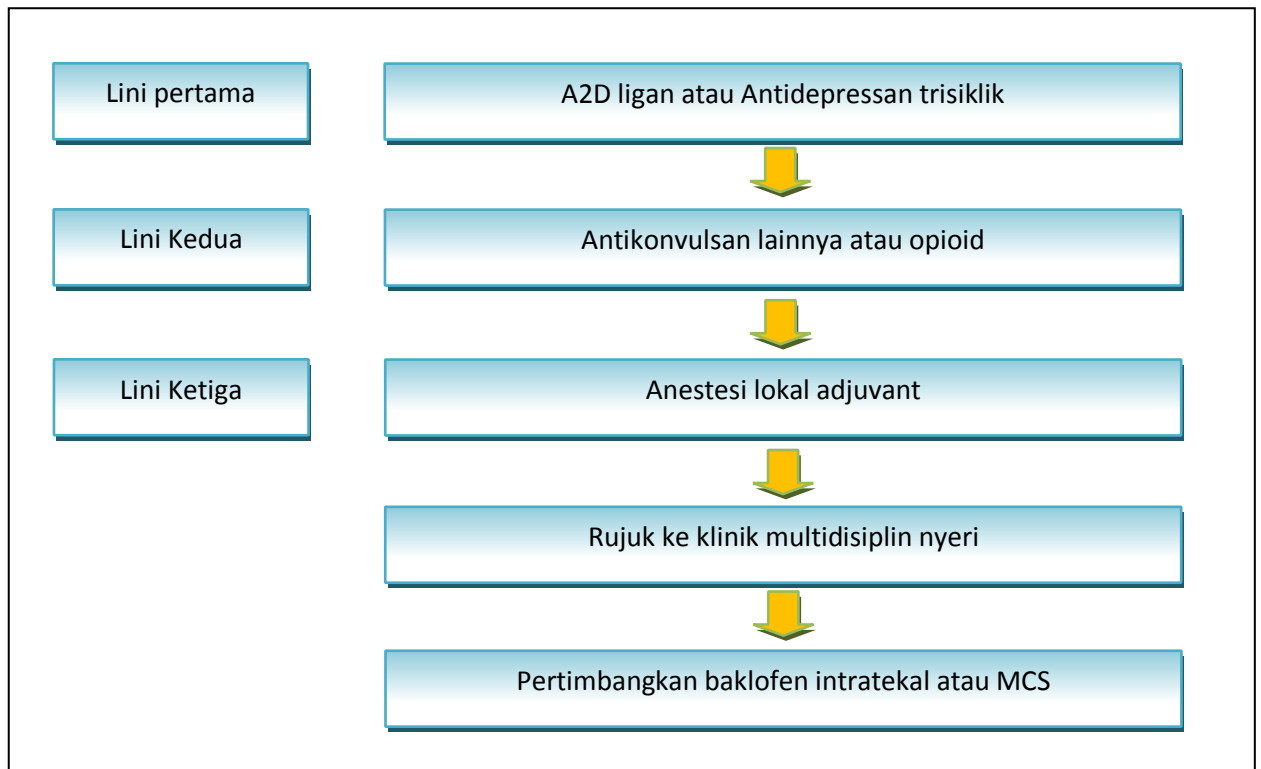 Lini pertama
A2D ligan atau Antidepressan trisiklik
Lini Kedua
Antikonvulsan lainnya atau opioid
Lini Ketiga
Anestesi lokal adjuvant
Rujuk ke klinik multidisiplin nyeri
Pertimbangkan baklofen intratekal atau MCS